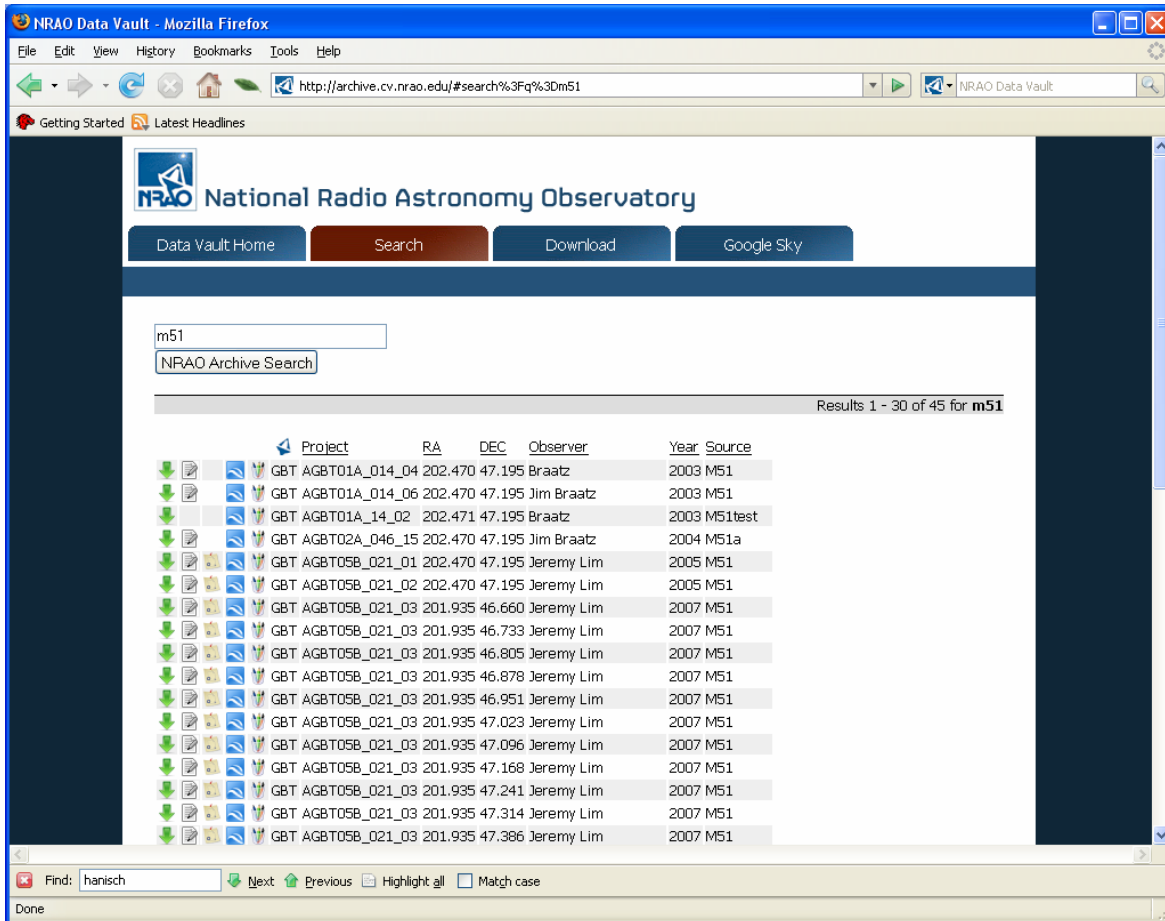 NRAO Data Vault - Mozilla Firefox
File Edit View History Bookmarks Tools Help
http://archive.cv.nrao.edu/#search%3Fq%3Dm51 NRAO Data Vault
Getting Started Latest Headlines
NRAO National Radio Astronomy Observatory
Data Vault Home Search Download Google Sky
m51
NRAO Archive Search
Results 1 - 30 of 45 for m51
Project RA DEC Observer Year Source
GBT AGBT01A_014_04 202.470 47.195 Braatz 2003 M51
GBT AGBT01A_014_06 202.470 47.195 Jim Braatz 2003 M51
GBT AGBT01A_14_02 202.471 47.195 Braatz 2003 M51test
GBT AGBT02A_046_15 202.470 47.195 Jim Braatz 2004 M51a
GBT AGBT05B_021_01 202.470 47.195 Jeremy Lim 2005 M51
GBT AGBT05B_021_02 202.470 47.195 Jeremy Lim 2005 M51
GBT AGBT05B_021_03 201.935 46.660 Jeremy Lim 2007 M51
GBT AGBT05B_021_03 201.935 46.733 Jeremy Lim 2007 M51
GBT AGBT05B_021_03 201.935 46.805 Jeremy Lim 2007 M51
GBT AGBT05B_021_03 201.935 46.878 Jeremy Lim 2007 M51
GBT AGBT05B_021_03 201.935 46.951 Jeremy Lim 2007 M51
GBT AGBT05B_021_03 201.935 47.023 Jeremy Lim 2007 M51
GBT AGBT05B_021_03 201.935 47.096 Jeremy Lim 2007 M51
GBT AGBT05B_021_03 201.935 47.168 Jeremy Lim 2007 M51
GBT AGBT05B_021_03 201.935 47.241 Jeremy Lim 2007 M51
GBT AGBT05B_021_03 201.935 47.314 Jeremy Lim 2007 M51
GBT AGBT05B_021_03 201.935 47.386 Jeremy Lim 2007 M51
Find: hanisch Next Previous Highlight all Match case
Done